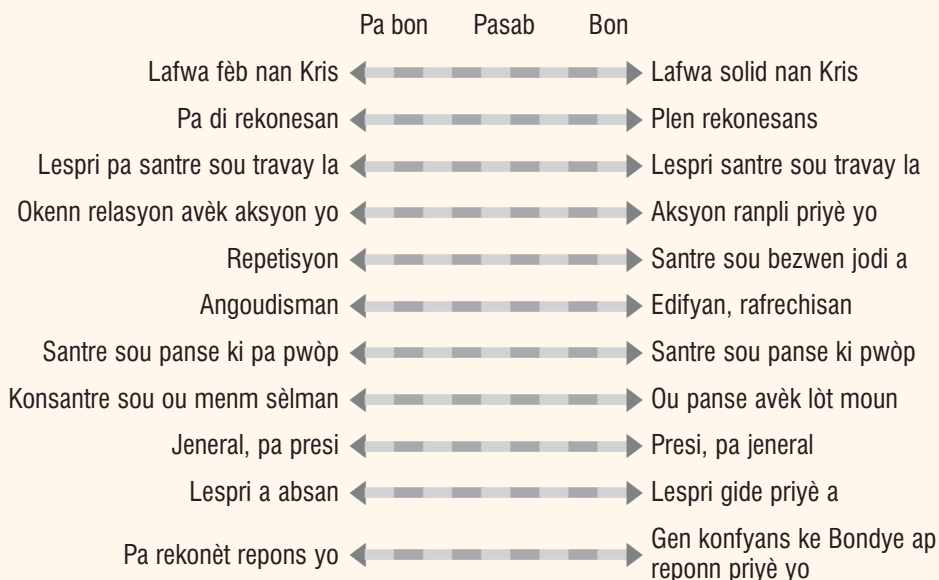 Pa bon Pasab Bon
Lafwa fèb nan Kris Lafwa solid nan Kris
Pa di rekonesan Plen rekonesans
Lespri pa santre sou travay la Lespri santre sou travay la
Okenn relasyon avèk aksyon yo Aksyon ranpli priyè yo
Repetisyon Santre sou bezwen jodi a
Angoudisman Edifyan, rafrechisan
Santre sou panse ki pa pwòp Santre sou panse ki pwòp
Konsantre sou ou menm sèlman Ou panse avèk lòt moun
Jeneral, pa presi Presi, pa jeneral
Lespri a absan Lespri gide priyè a
Pa rekonèt repons yo Gen konfyans ke Bondye ap
reponn priyè yo